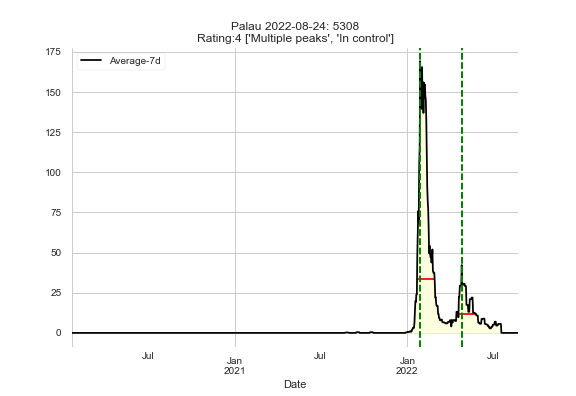 Palau 2022-08-24: 5308
Rating:4 ['Multiple peaks', 'In control']
175
Average-7d
150
125
100
75
50
25
0
Jul
Jan
2021
Jul
Jan
2022
Jul
Date